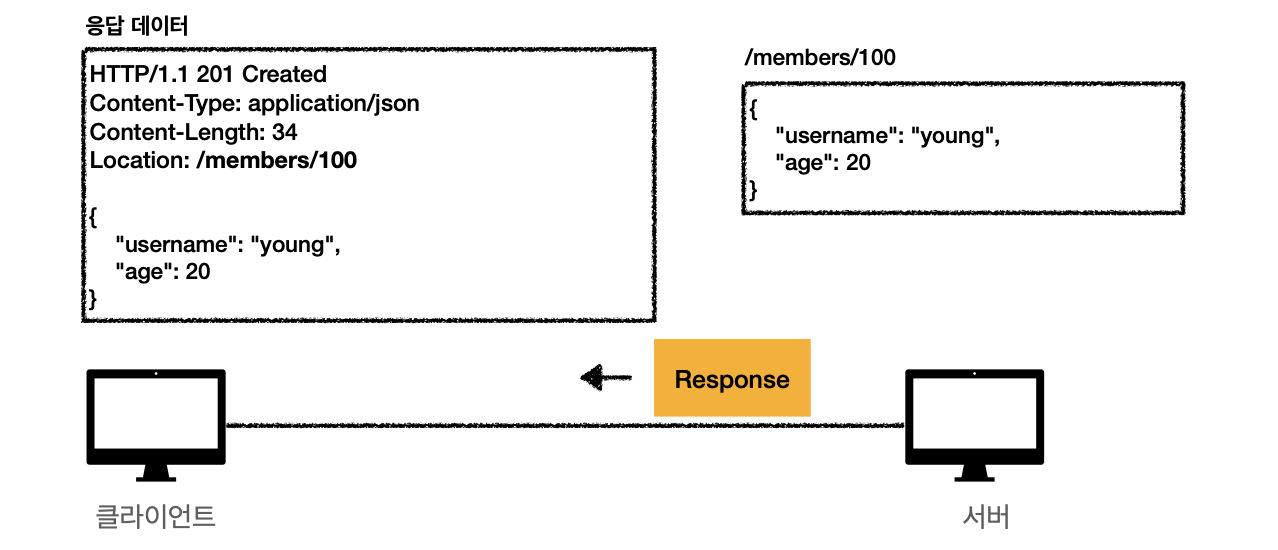 응답 데이터
HTTP/1.1 201 Created
Content-Type: application/json
Content-Length: 34
Location: /members/100
{
"username": "young",
"age": 20
}
/members/100
{
"username": "young",
"age": 20
}
Response
클라이언트
서버